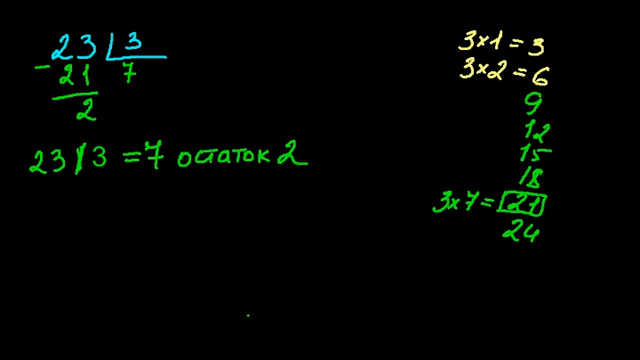 23 3
- 21 7
2
23 / 3 = 7 остаток 2
3×1 = 3
3×2 = 6
9
12
15
18
3×7 = 21
24